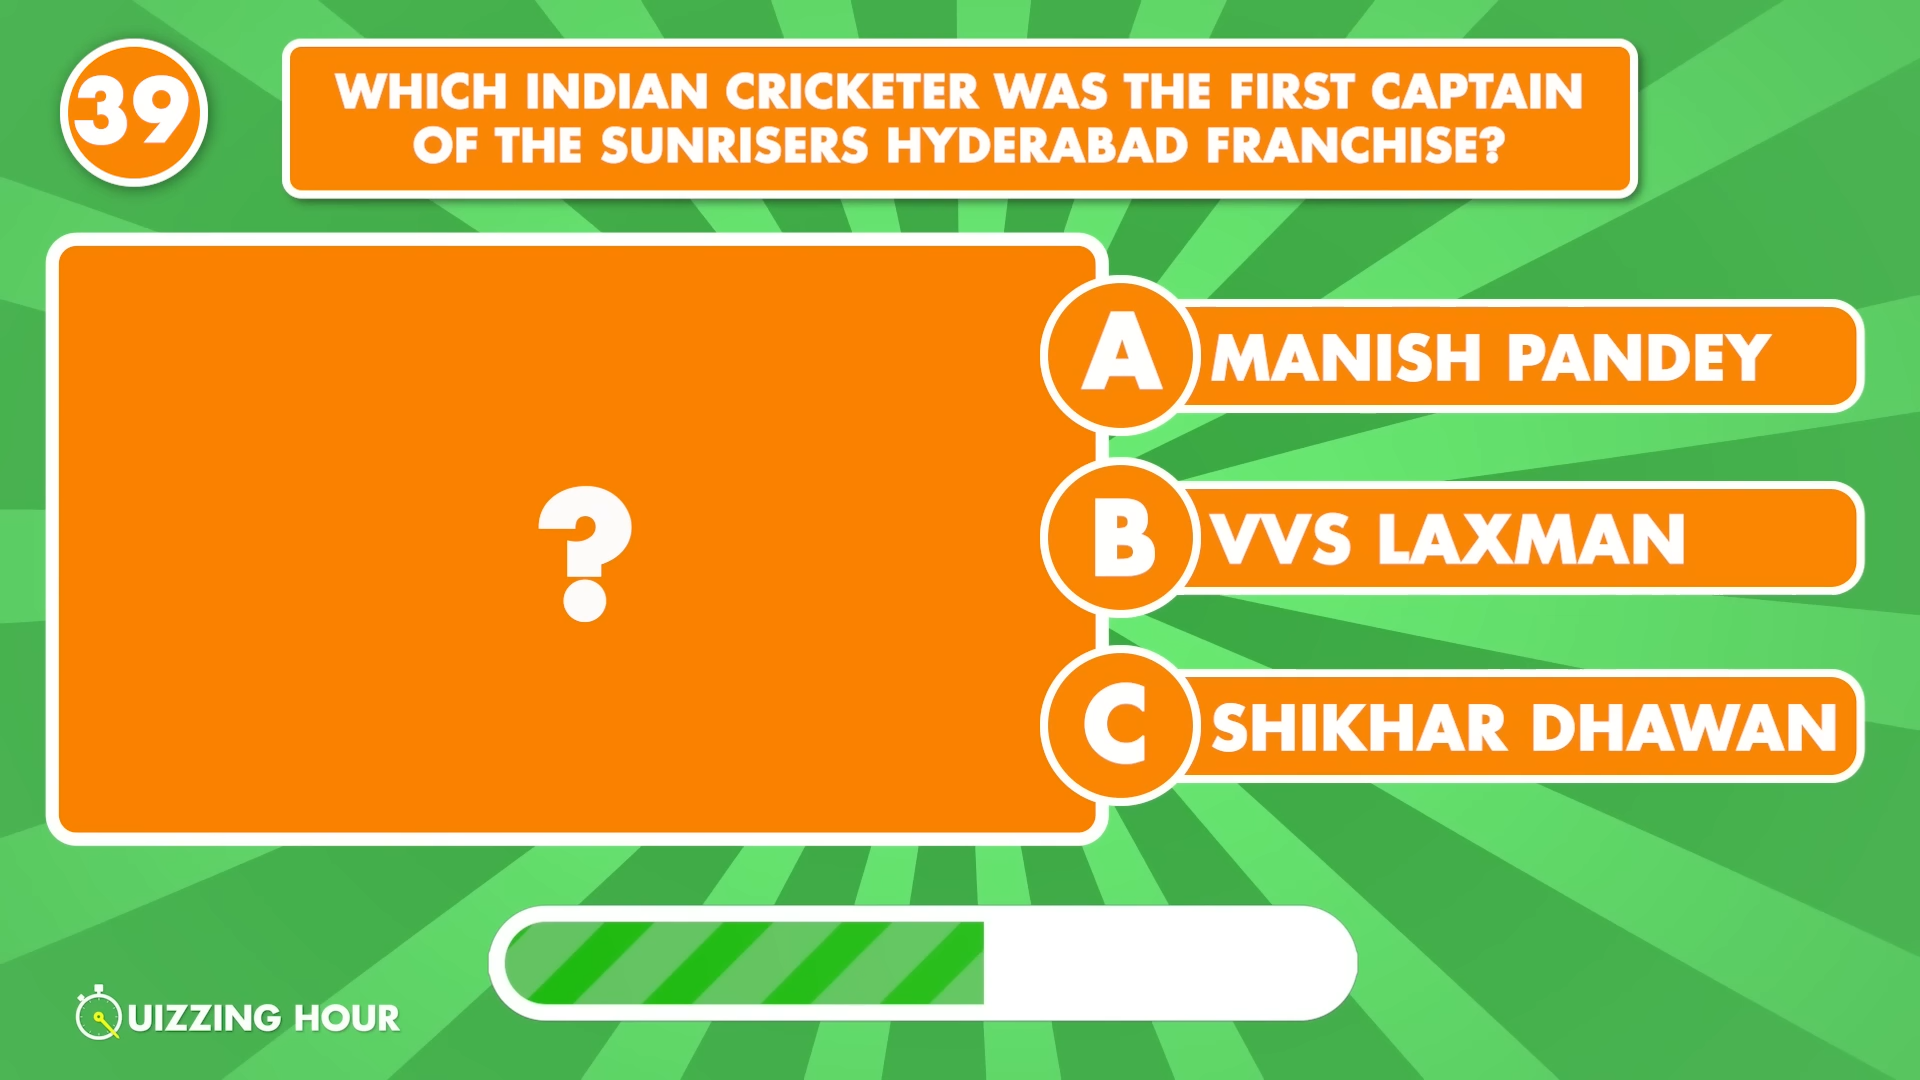 39
WHICH INDIAN CRICKETER WAS THE FIRST CAPTAIN
OF THE SUNRISERS HYDERABAD FRANCHISE?
?
A MANISH PANDEY
B VVS LAXMAN
C SHIKHAR DHAWAN
QUIZZING HOUR